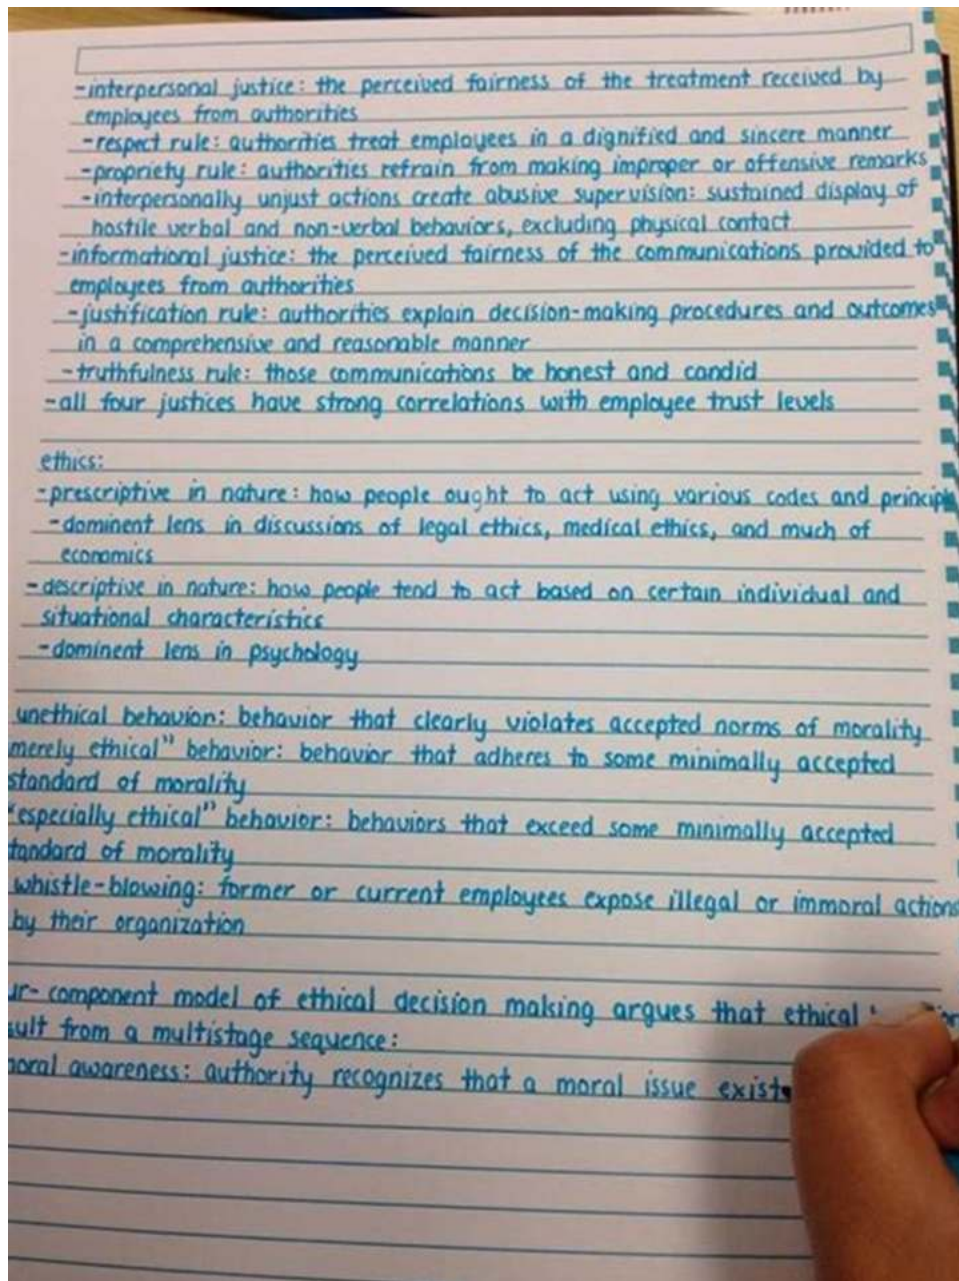 -interpersonal justice: the perceived fairness of the treatment received by
employees from authorities
-respect rule: authorities treat employees in a dignified and sincere manner
-propriety rule: authorities refrain from making improper or offensive remarks
-interpersonally unjust actions create abusive supervision: sustained display of
hostile verbal and non-verbal behaviors, excluding physical contact
-informational justice: the perceived fairness of the communications provided to
employees from authorities
-justification rule: authorities explain decision-making procedures and outcomes
in a comprehensive and reasonable manner
-truthfulness rule: those communications be honest and candid
-all four justices have strong correlations with employee trust levels
ethics:
-prescriptive in nature: how people ought to act using various codes and
-dominent lens in discussions of legal ethics, medical ethics, and much of
economics
-descriptive in nature: how people tend to act based on certain individual and
situational characteristics
-dominent lens in psychology
unethical behavior: behavior that clearly violates accepted norms of morality
merely ethical" behavior: behavior that adheres to some minimally accepted
standard of morality
"especially ethical" behavior: behaviors that exceed some minimally accepted
tandard of morality
whistle-blowing: former or current employees expose illegal or immoral actions
by their organization
ur-component model of ethical decision making argues that ethical
sult from a multistage sequence:
oral awareness: authority recognizes that a moral issue exists